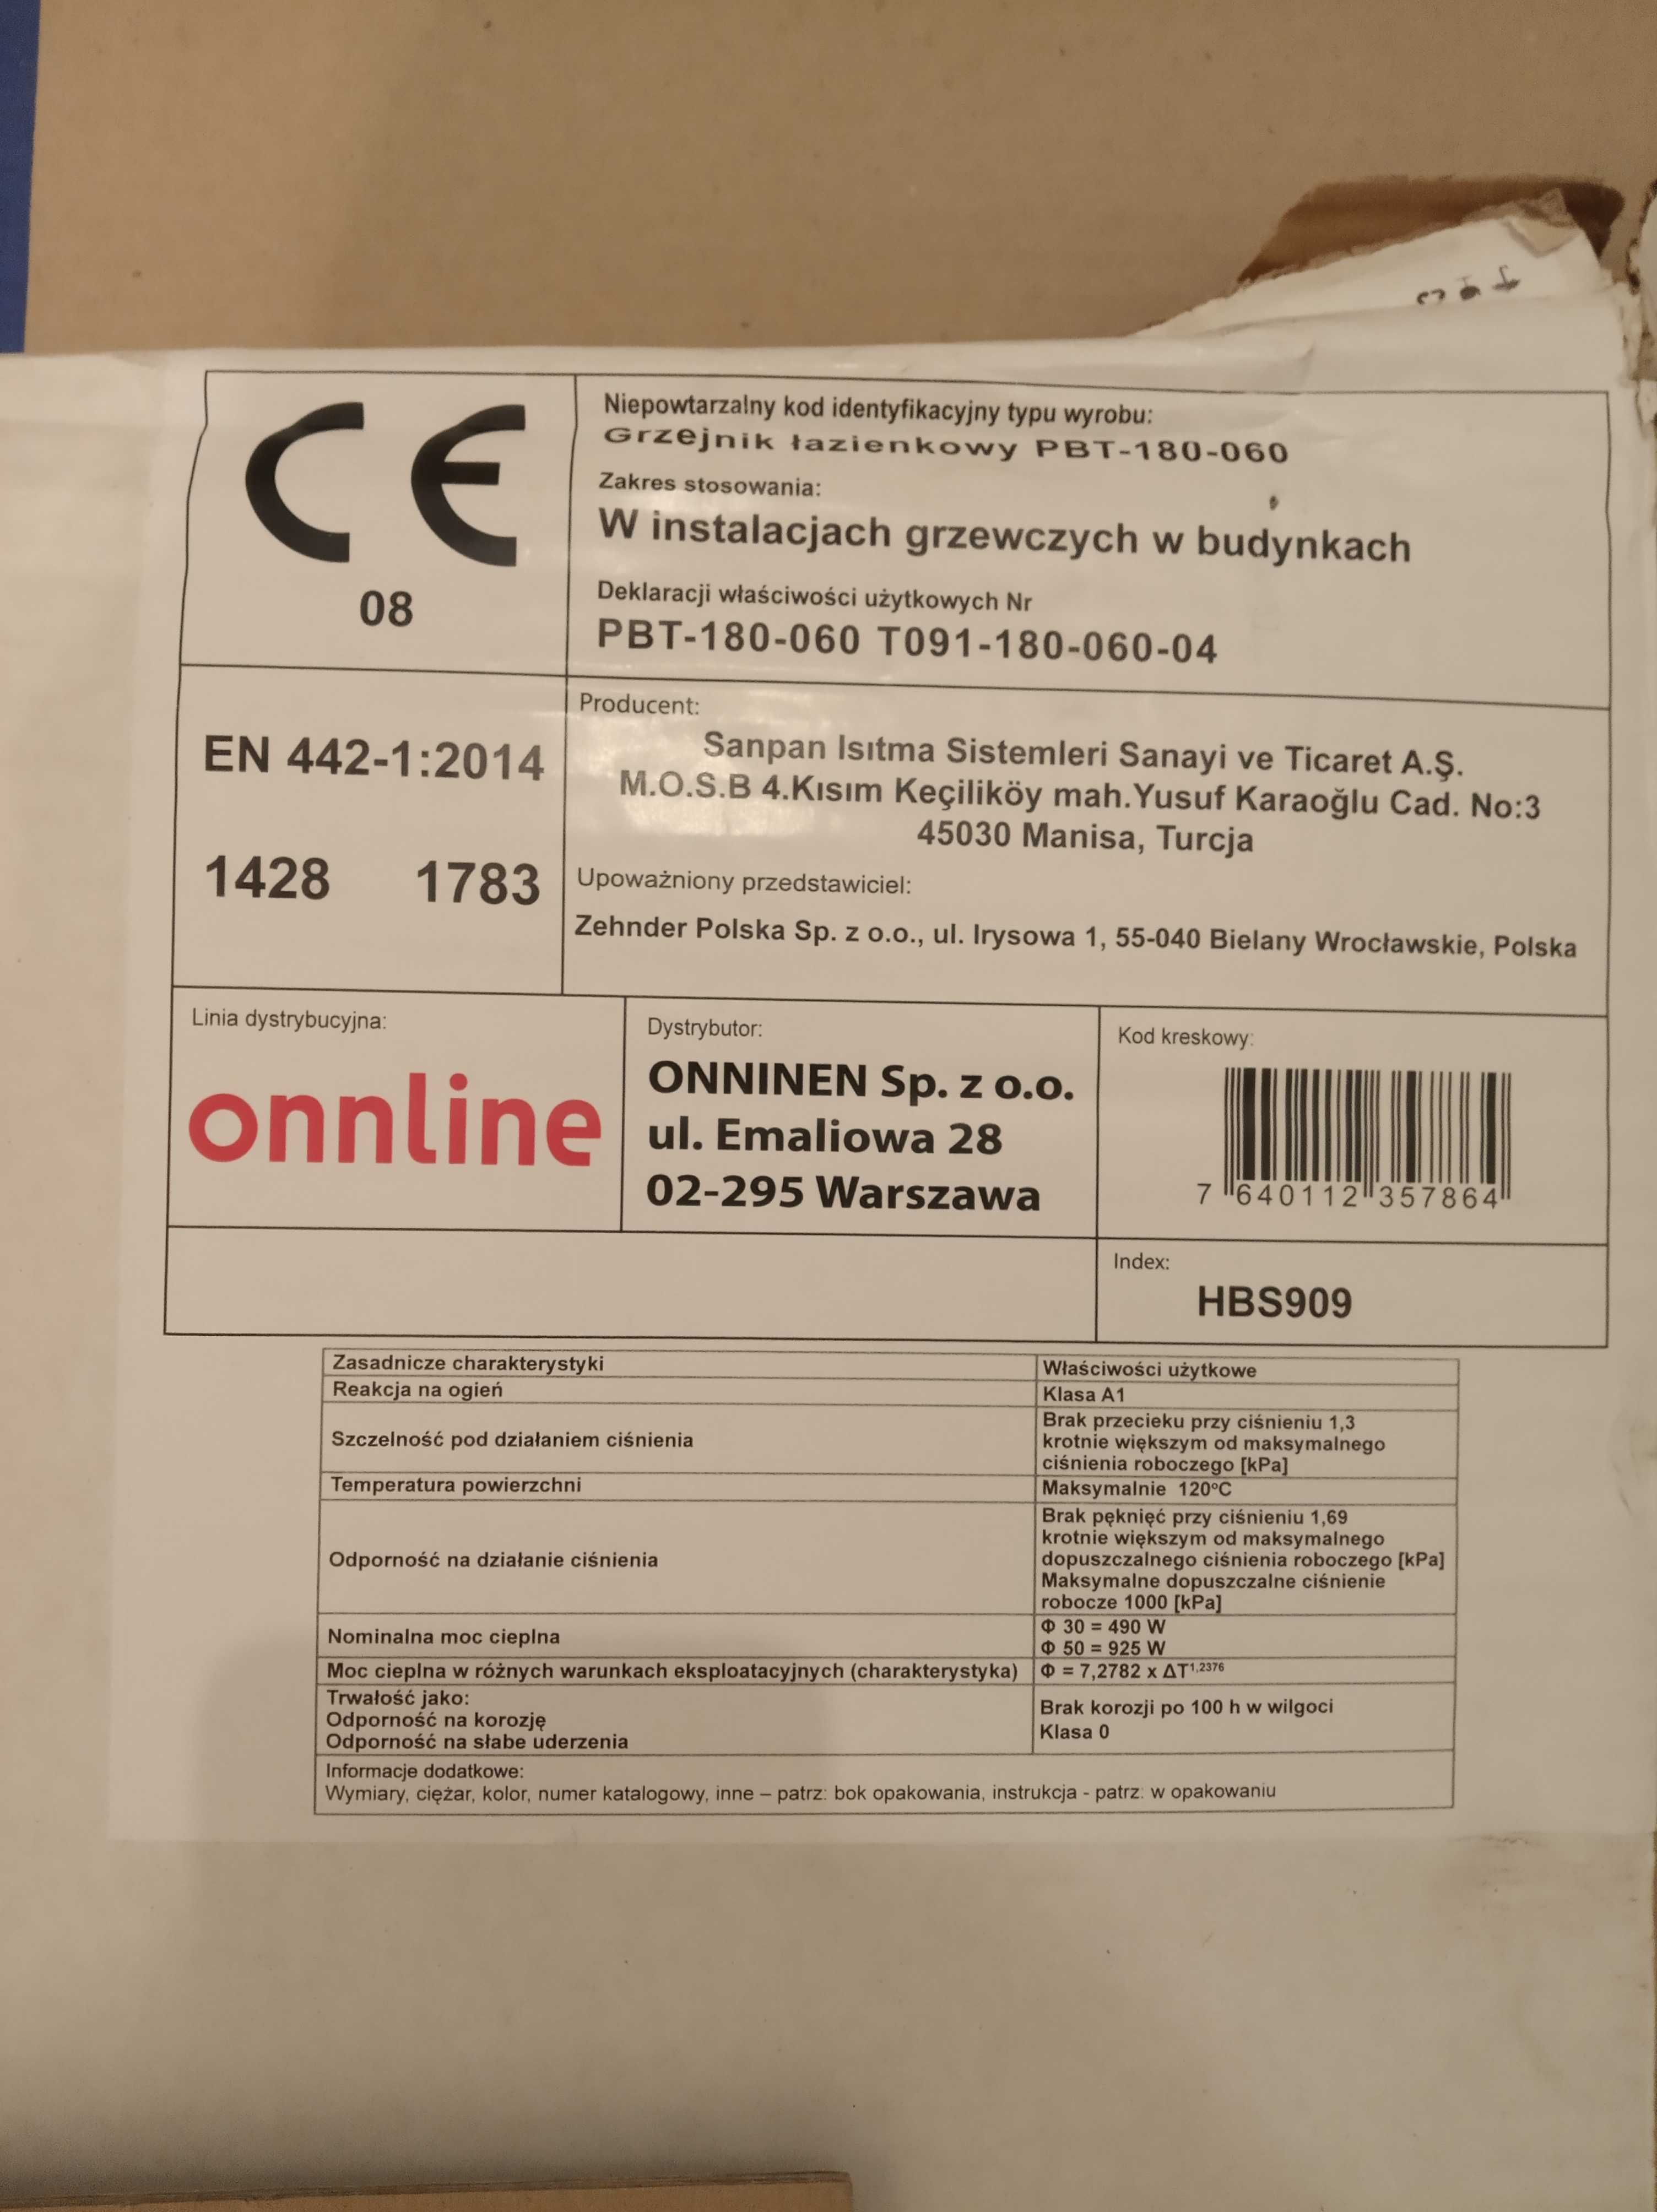 CE
08
Niepowtarzalny kod identyfikacyjny typu wyrobu:
Grzejnik łazienkowy PBT-180-060
Zakres stosowania:
W instalacjach grzewczych w budynkach
Deklaracji właściwości użytkowych Nr
PBT-180-060 T091-180-060-04
EN 442-1:2014
1428 1783
Producent:
Sanpan Isıtma Sistemleri Sanayi ve Ticaret A.Ş.
M.O.S.B 4.Kısım Keçiliköy mah.Yusuf Karaoğlu Cad. No:3
45030 Manisa, Turcja
Upoważniony przedstawiciel:
Zehnder Polska Sp. z o.o., ul. Irysowa 1, 55-040 Bielany Wrocławskie, Polska
Linia dystrybucyjna:
onnline
Dystrybutor:
ONNINEN Sp. z o.o.
ul. Emaliowa 28
02-295 Warszawa
Kod kreskowy:
7 640112 357864
Index:
HBS909
Zasadnicze charakterystyki Właściwości użytkowe
Reakcja na ogień Klasa A1
Szczelność pod działaniem ciśnienia
Brak przecieku przy ciśnieniu 1,3
krotnie większym od maksymalnego
ciśnienia roboczego [kPa]
Temperatura powierzchni Maksymalnie 120ºC
Odporność na działanie ciśnienia
Brak pęknięć przy ciśnieniu 1,69
krotnie większym od maksymalnego
dopuszczalnego ciśnienia roboczego [kPa]
Maksymalne dopuszczalne ciśnienie
robocze 1000 [kPa]
Nominalna moc cieplna
Φ 30 = 490 W
Φ 50 = 925 W
Moc cieplna w różnych warunkach eksploatacyjnych (charakterystyka) Φ = 7,2782 x ΔT¹,²³⁷⁶
Trwałość jako:
Odporność na korozję
Odporność na słabe uderzenia
Brak korozji po 100 h w wilgoci
Klasa 0
Informacje dodatkowe:
Wymiary, ciężar, kolor, numer katalogowy, inne – patrz: bok opakowania, instrukcja - patrz: w opakowaniu